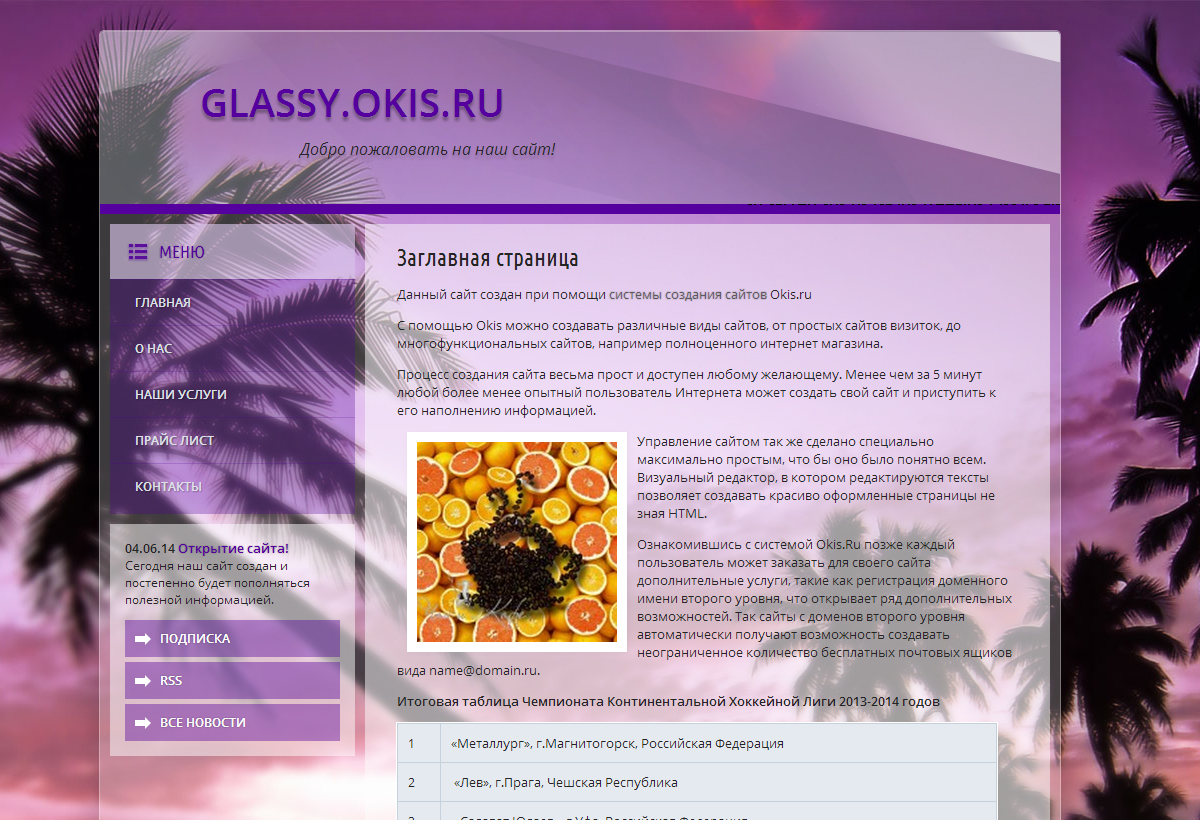 GLASSY.OKIS.RU
Добро пожаловать на наш сайт!
МЕНЮ
ГЛАВНАЯ
О НАС
НАШИ УСЛУГИ
ПРАЙС ЛИСТ
КОНТАКТЫ
04.06.14 Открытие сайта!
Сегодня наш сайт создан и
постепенно будет пополняться
полезной информацией.
ПОДПИСКА
RSS
ВСЕ НОВОСТИ
Заглавная страница
Данный сайт создан при помощи системы создания сайтов Okis.ru
С помощью Okis можно создавать различные виды сайтов, от простых сайтов визиток, до
многофункциональных сайтов, например полноценного интернет магазина.
Процесс создания сайта весьма прост и доступен любому желающему. Менее чем за 5 минут
любой более менее опытный пользователь Интернета может создать свой сайт и приступить к
его наполнению информацией.
Управление сайтом так же сделано специально
максимально простым, что бы оно было понятно всем.
Визуальный редактор, в котором редактируются тексты
позволяет создавать красиво оформленные страницы не
зная HTML.
Ознакомившись с системой Okis.Ru позже каждый
пользователь может заказать для своего сайта
дополнительные услуги, такие как регистрация доменного
имени второго уровня, что открывает ряд дополнительных
возможностей. Так сайты с доменов второго уровня
автоматически получают возможность создавать
неограниченное количество бесплатных почтовых ящиков
вида name@domain.ru.
Итоговая таблица Чемпионата Континентальной Хоккейной Лиги 2013-2014 годов
1 «Металлург», г.Магнитогорск, Российская Федерация
2 «Лев», г.Прага, Чешская Республика